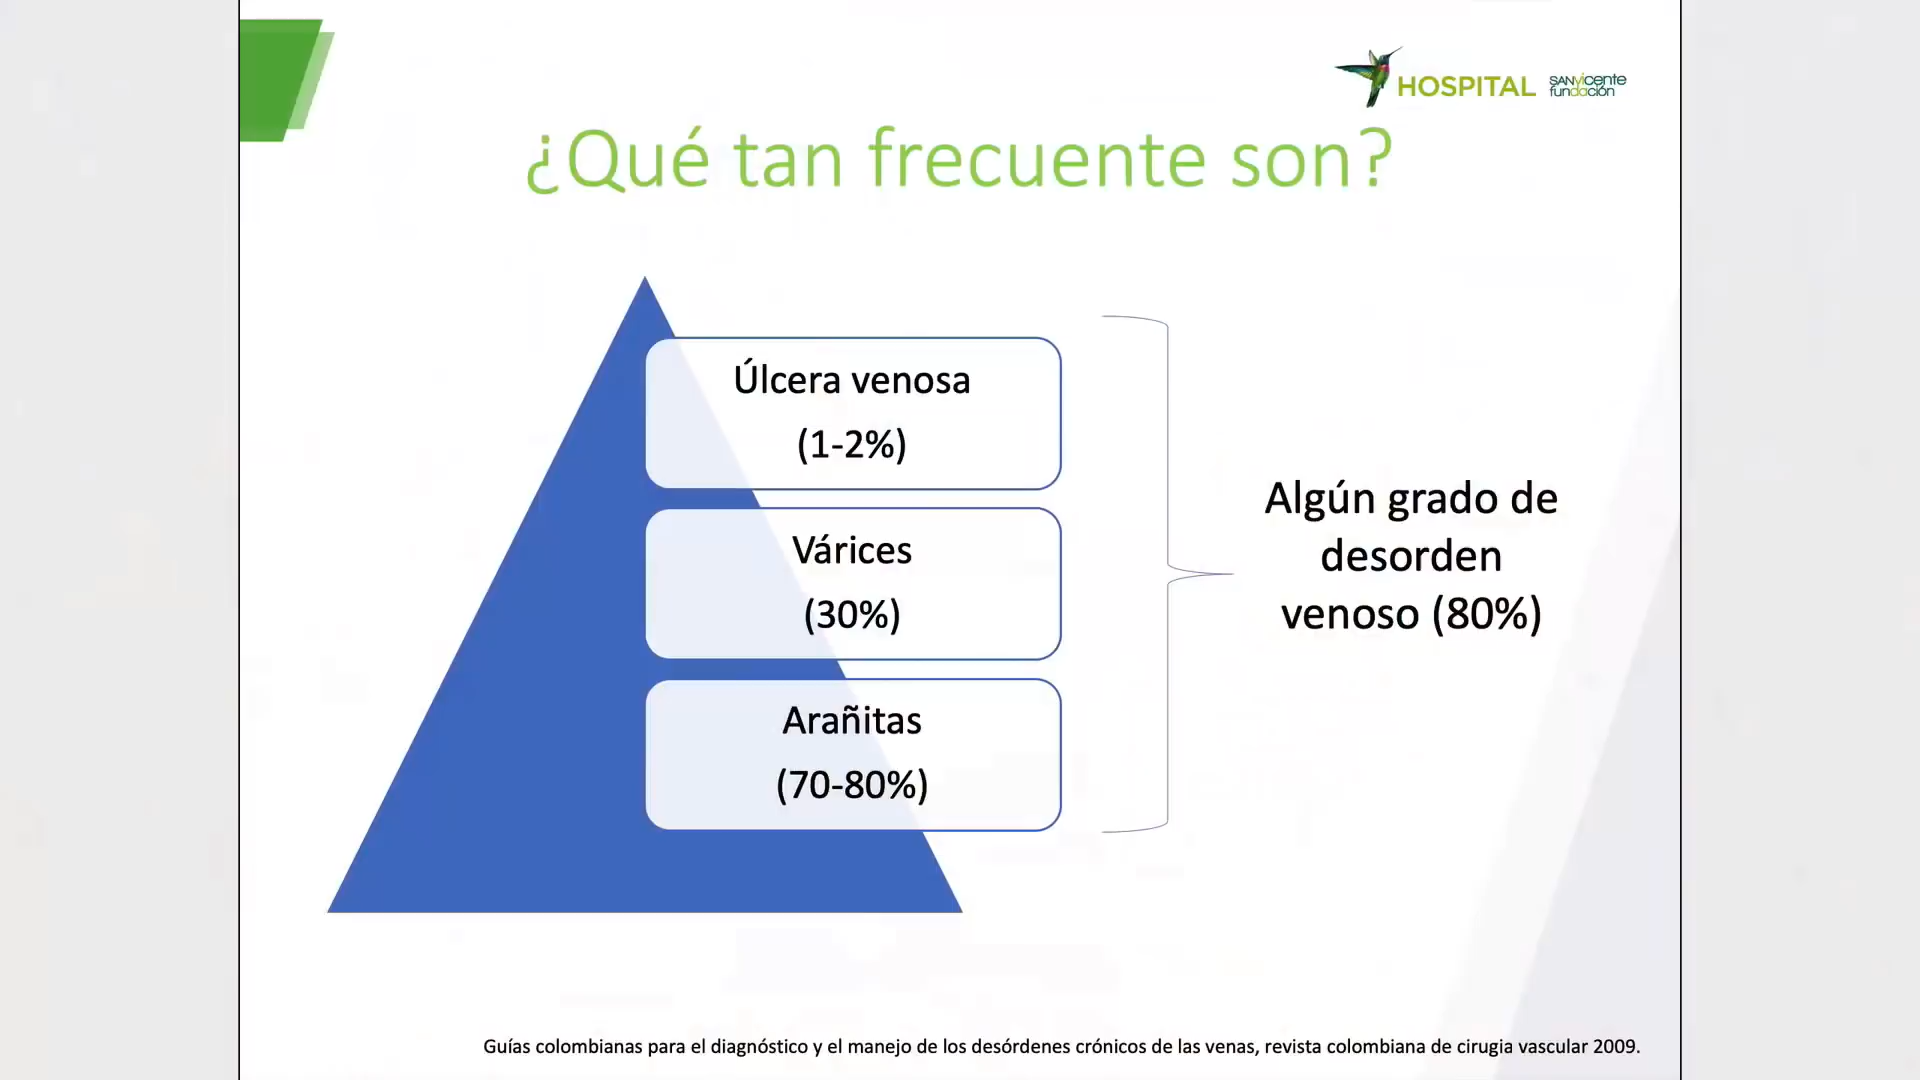 HOSPITAL
SANVicente
fundación
¿Qué tan frecuente son?
Úlcera venosa
(1-2%)
Várices
(30%)
Arañitas
(70-80%)
Algún grado de
desorden
venoso (80%)
Guías colombianas para el diagnóstico y el manejo de los desórdenes crónicos de las venas, revista colombiana de cirugia vascular 2009.